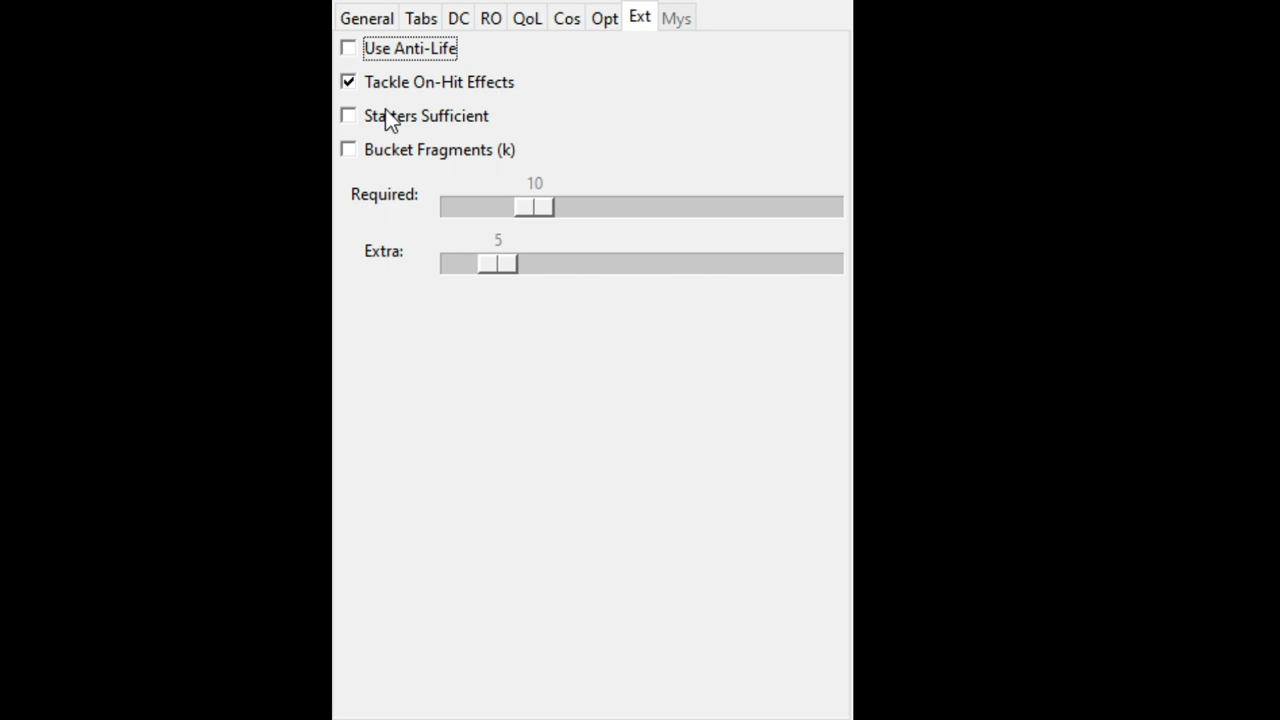 General Tabs DC RO QoL Cos Opt Ext Mys
Use Anti-Life
Tackle On-Hit Effects
Starters Sufficient
Bucket Fragments (k)
10
Required:
5
Extra: